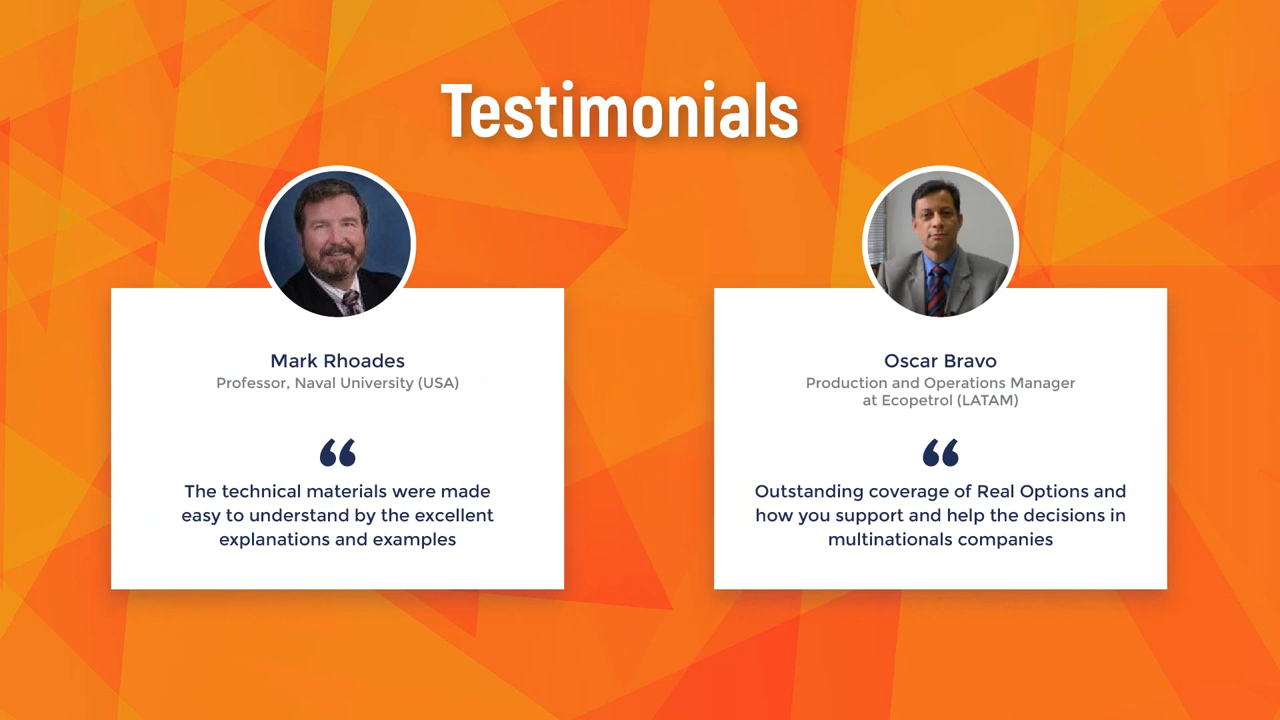 Testimonials
Mark Rhoades
Professor, Naval University (USA)
“
The technical materials were made
easy to understand by the excellent
explanations and examples
Oscar Bravo
Production and Operations Manager
at Ecopetrol (LATAM)
“
Outstanding coverage of Real Options and
how you support and help the decisions in
multinationals companies